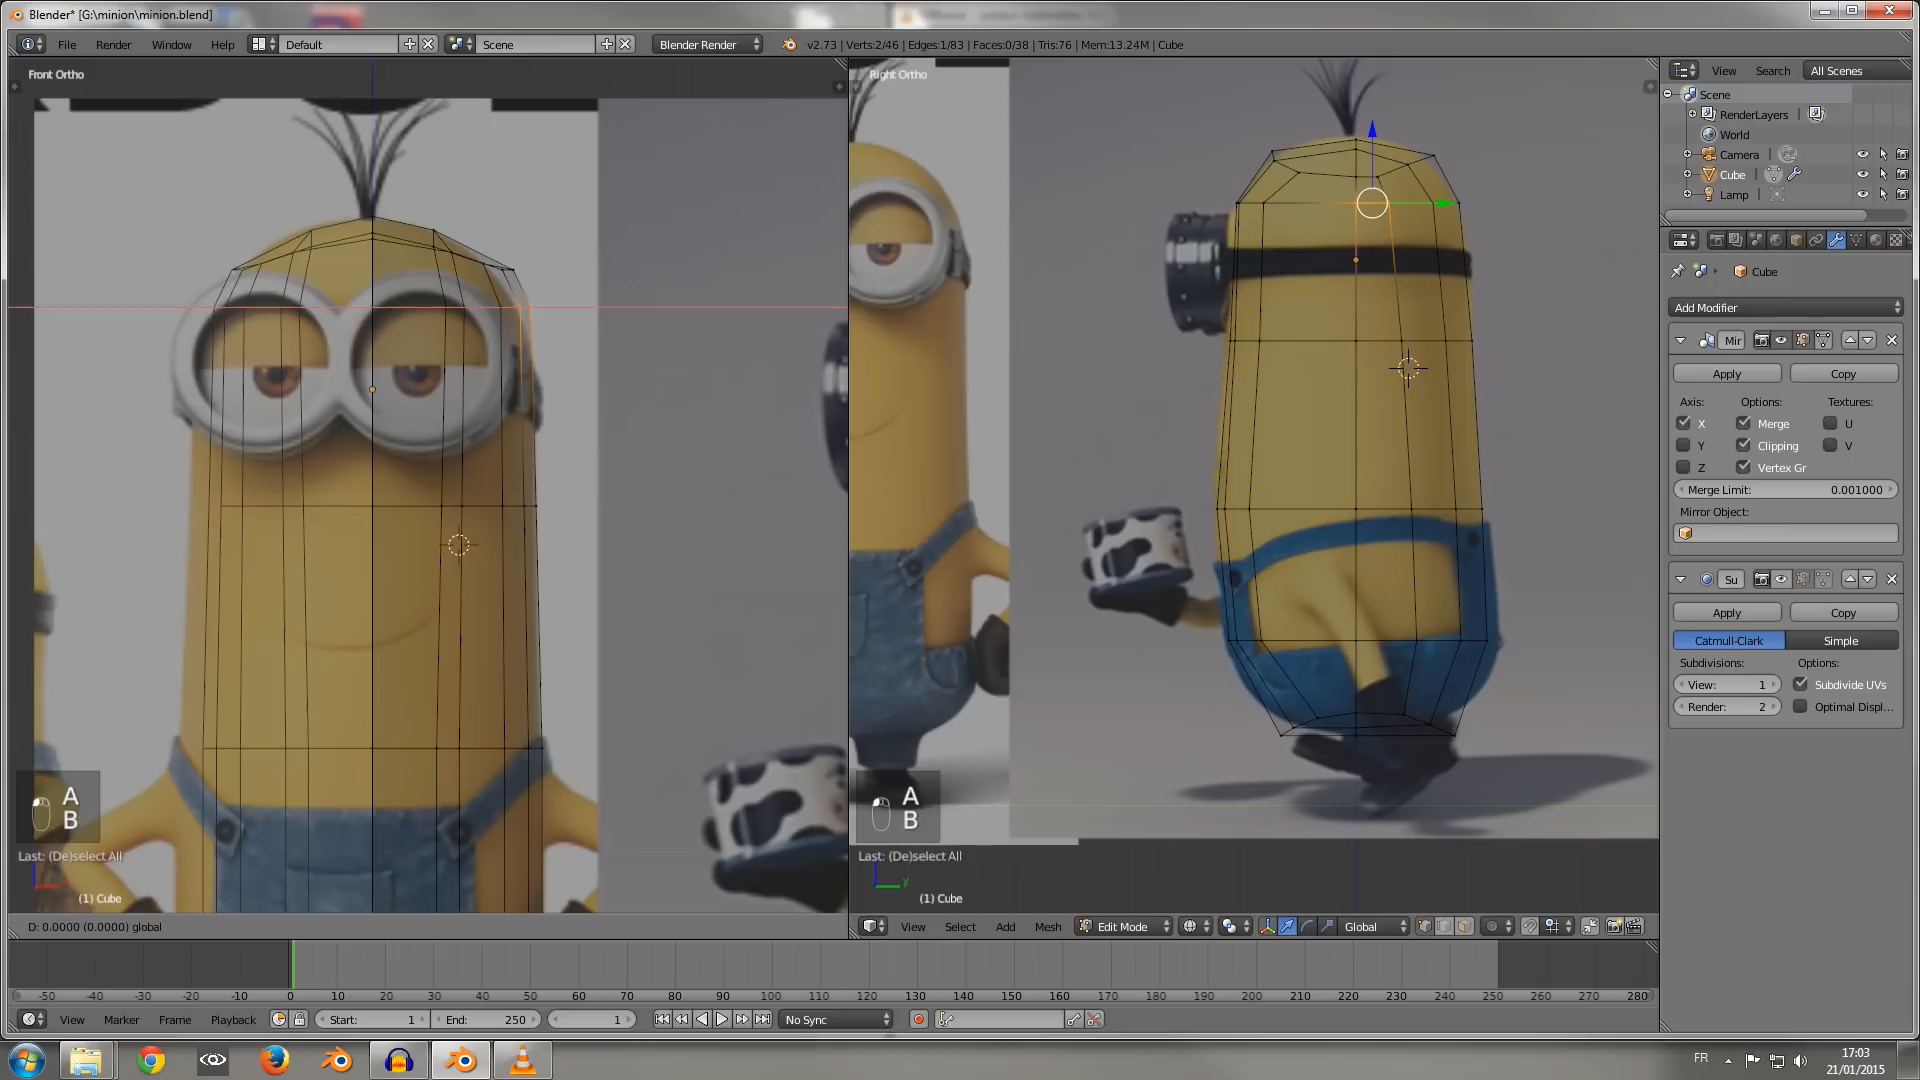 Blender* [G:\minion\minion.blend]
File Render Window Help Default Scene Blender Render v2.73 | Verts:2/46 | Edges:1/83 | Faces:0/38 | Tris:76 | Mem:13.24M | Cube
Front Ortho
Right Ortho
View Search All Scenes
Scene
RenderLayers
World
Camera
Cube
Lamp
Cube
Add Modifier
Mir
Apply Copy
Axis: Options: Textures:
X Merge U
Y Clipping V
Z Vertex Gr
Merge Limit: 0.001000
Mirror Object:
Su
Apply Copy
Catmull-Clark Simple
Subdivisions: Options:
View: 1 Subdivide UVs
Render: 2 Optimal Displ...
A
B
Last: (De)select All
(1) Cube
A
B
Last: (De)select All
y
(1) Cube
D: 0.0000 (0.0000) global
View Select Add Mesh Edit Mode Global
-50 -40 -30 -20 -10 0 10 20 30 40 50 60 70 80 90 100 110 120 130 140 150 160 170 180 190 200 210 220 230 240 250 260 270 280
View Marker Frame Playback Start: 1 End: 250 1 No Sync
FR
17:03
21/01/2015